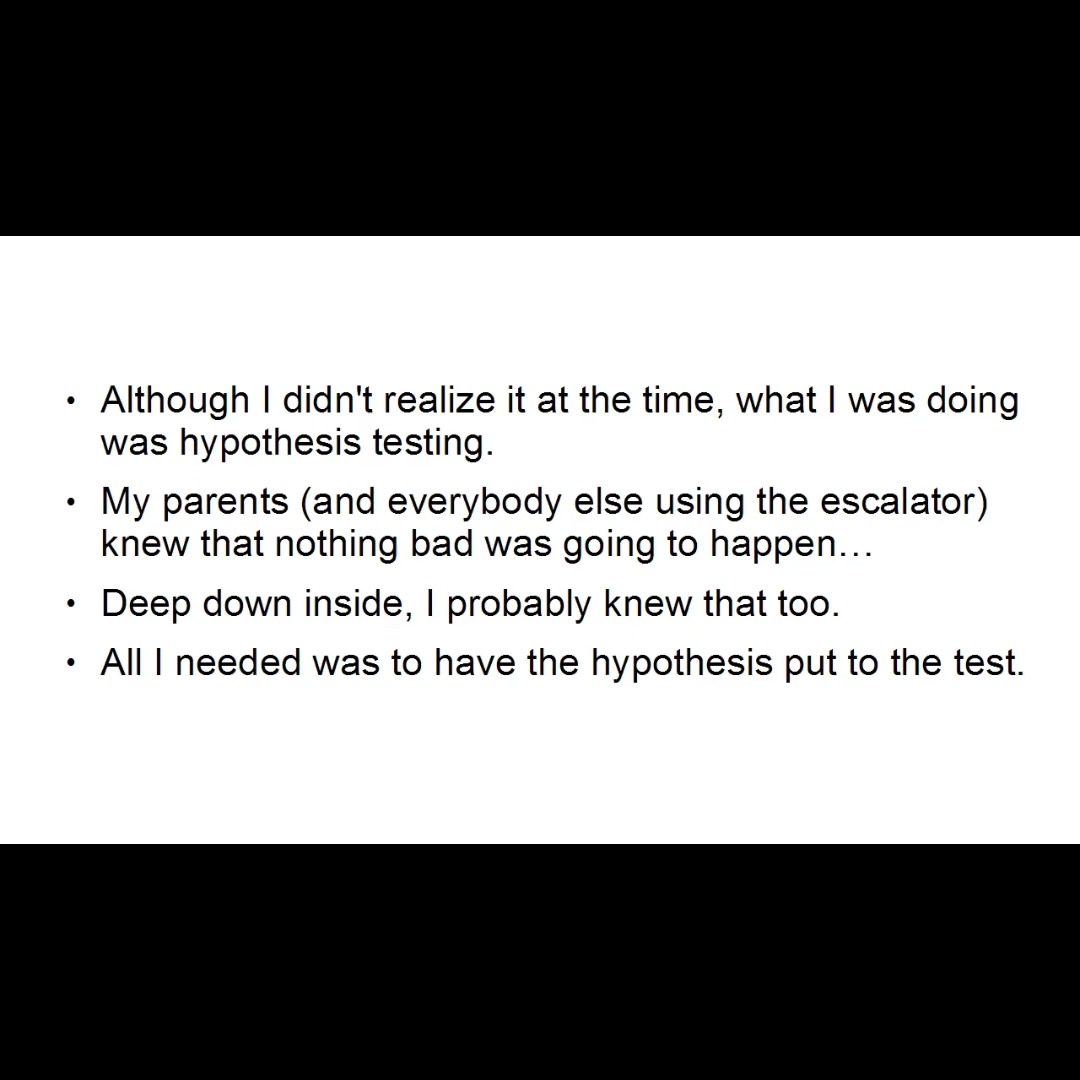 • Although I didn't realize it at the time, what I was doing
was hypothesis testing.
• My parents (and everybody else using the escalator)
knew that nothing bad was going to happen…
• Deep down inside, I probably knew that too.
• All I needed was to have the hypothesis put to the test.